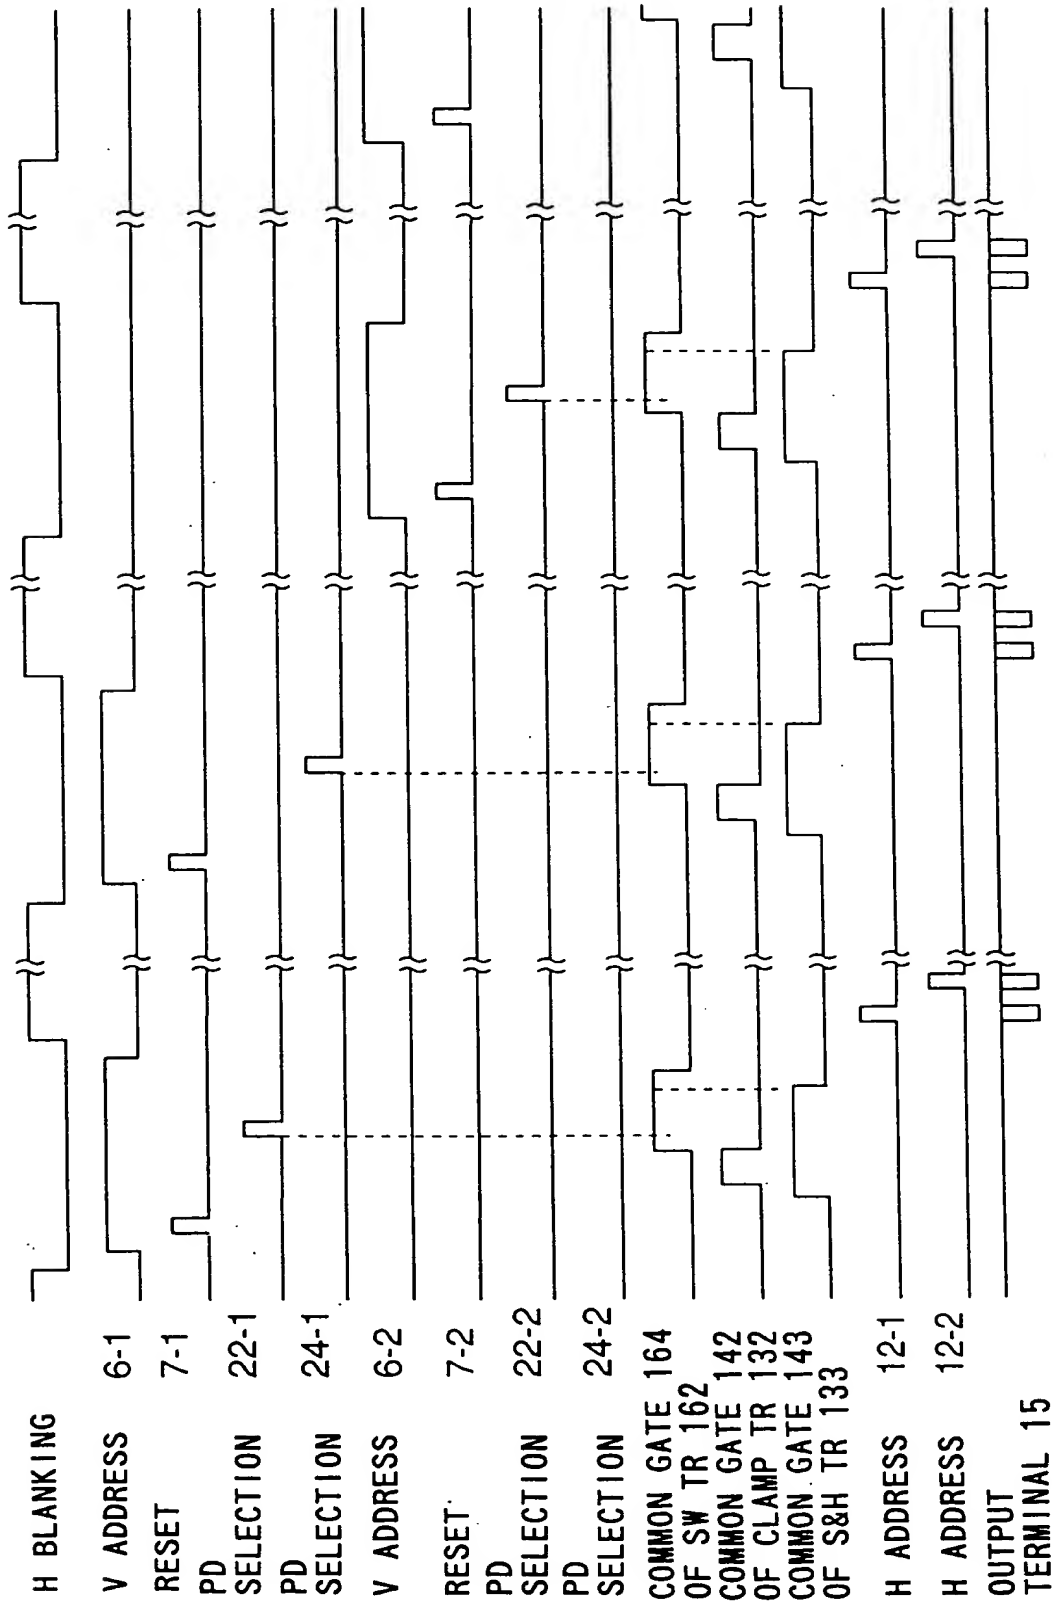 H BLANKING
V ADDRESS 6-1
RESET 7-1
PD
SELECTION 22-1
PD
SELECTION 24-1
V ADDRESS 6-2
RESET 7-2
PD
SELECTION 22-2
PD
SELECTION 24-2
COMMON GATE 164
OF SW TR 162
COMMON GATE 142
OF CLAMP TR 132
COMMON GATE 143
OF S&H TR 133
H ADDRESS 12-1
H ADDRESS 12-2
OUTPUT
TERMINAL 15